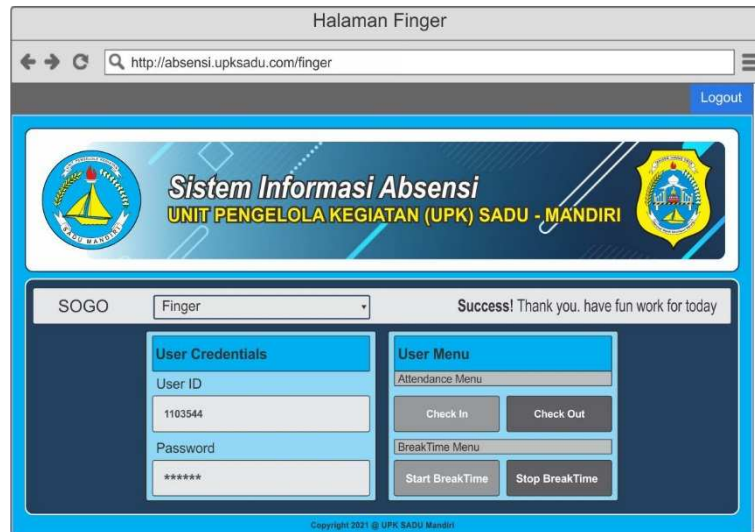 Halaman Finger
http://absensi.upksadu.com/finger
Logout
Sistem Informasi Absensi
UNIT PENGELOLA KEGIATAN (UPK) SADU - MANDIRI
SADU MANDIRI
SOGO
Finger
Success! Thank you. have fun work for today
User Credentials
User ID
1103544
Password
******
User Menu
Attendance Menu
Check In
Check Out
BreakTime Menu
Start BreakTime
Stop BreakTime
Copyright 2021 @ UPK SADU Mandiri